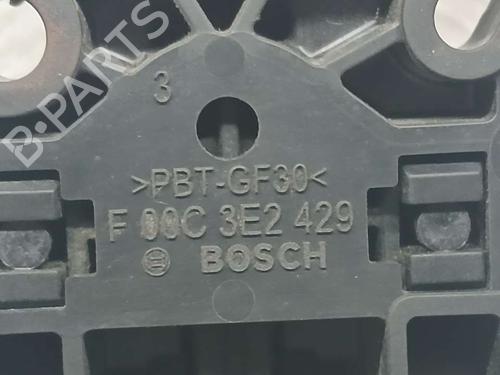 B-PARTS
3
>PBT-GF30<
F 00C 3E2 429
BOSCH